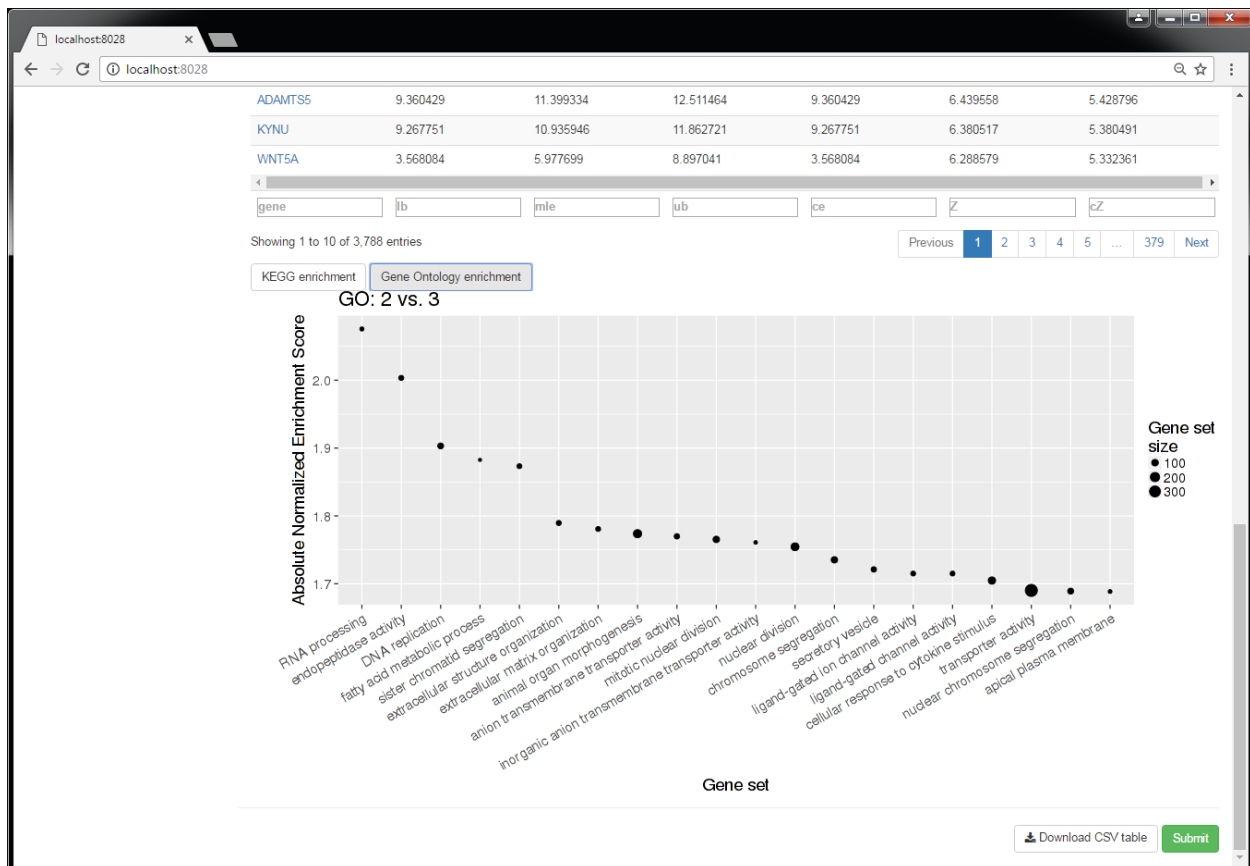 localhost:8028
localhost:8028
ADAMTS5 9.360429 11.399334 12.511464 9.360429 6.439558 5.428796
KYNU 9.267751 10.935946 11.862721 9.267751 6.380517 5.380491
WNT5A 3.568084 5.977699 8.897041 3.568084 6.288579 5.332361
gene lb mle ub ce Z cZ
Showing 1 to 10 of 3,788 entries
Previous 1 2 3 4 5 ... 379 Next
KEGG enrichment Gene Ontology enrichment
GO: 2 vs. 3
Absolute Normalized Enrichment Score
2.0
1.9
1.8
1.7
Gene set
size
100
200
300
RNA processing
endopeptidase activity
DNA replication
fatty acid metabolic process
sister chromatid segregation
extracellular structure organization
extracellular matrix organization
animal organ morphogenesis
anion transmembrane transporter activity
mitotic nuclear division
inorganic anion transmembrane transporter activity
nuclear division
chromosome segregation
secretory vesicle
ligand-gated ion channel activity
ligand-gated channel activity
cellular response to cytokine stimulus
transporter activity
nuclear chromosome segregation
apical plasma membrane
Gene set
Download CSV table Submit